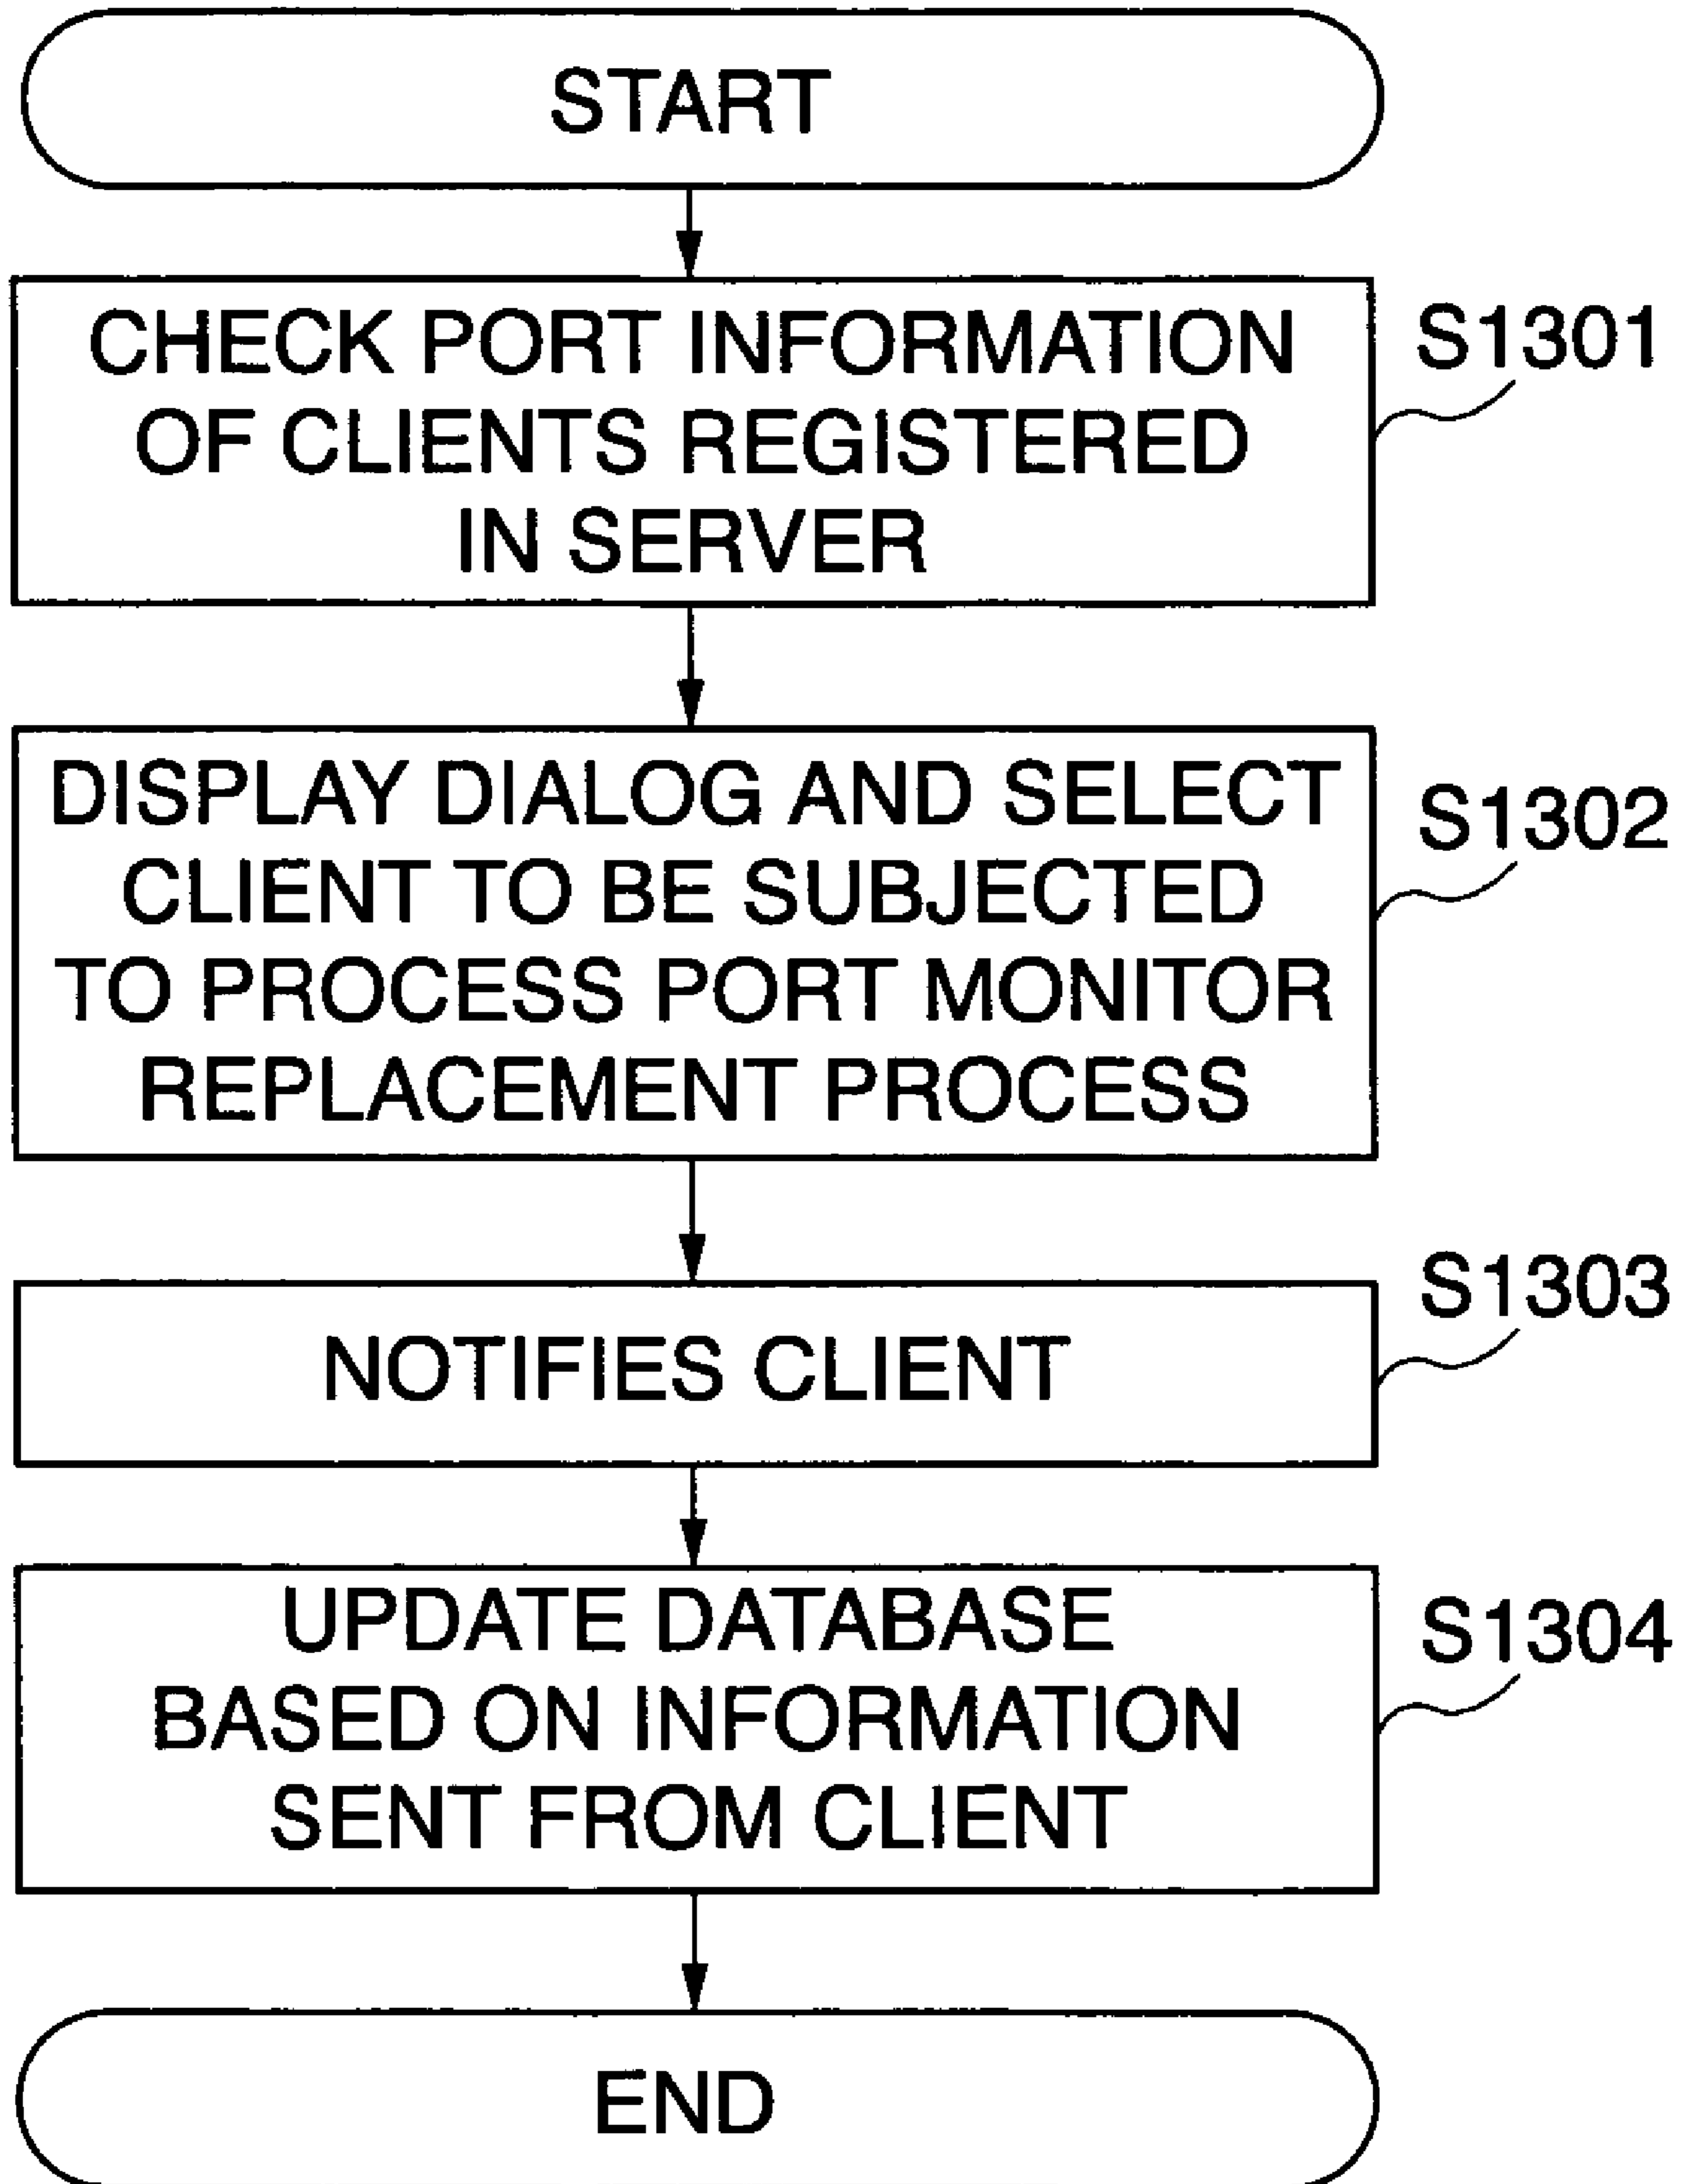 START
CHECK PORT INFORMATION
OF CLIENTS REGISTERED
IN SERVER
S1301
DISPLAY DIALOG AND SELECT
CLIENT TO BE SUBJECTED
TO PROCESS PORT MONITOR
REPLACEMENT PROCESS
S1302
NOTIFIES CLIENT
S1303
UPDATE DATABASE
BASED ON INFORMATION
SENT FROM CLIENT
S1304
END